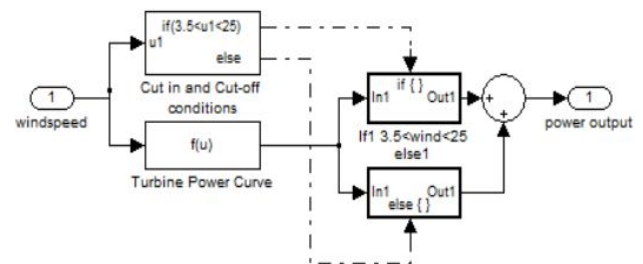 if(3.5<u1<25)
u1
else
Cut in and Cut-off
conditions
1
windspeed
f(u)
Turbine Power Curve
if { }
In1
Out1
If1 3.5<wind<25
else1
In1
Out1
else { }
+
+
1
power output